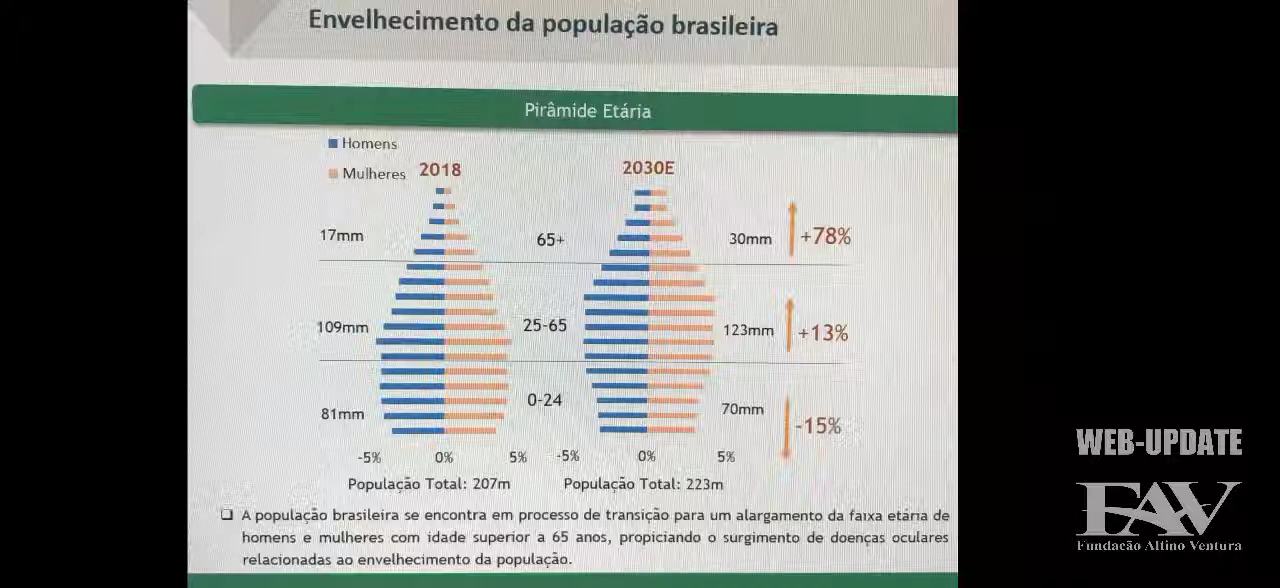 Envelhecimento da população brasileira
Pirâmide Etária
Homens
Mulheres
2018
2030E
17mm
65+
30mm
+78%
109mm
25-65
123mm
+13%
81mm
0-24
70mm
-15%
-5% 0% 5%
-5% 0% 5%
População Total: 207m
População Total: 223m
A população brasileira se encontra em processo de transição para um alargamento da faixa etária de
homens e mulheres com idade superior a 65 anos, propiciando o surgimento de doenças oculares
relacionadas ao envelhecimento da população.
WEB-UPDATE
FAV
Fundação Altino Ventura